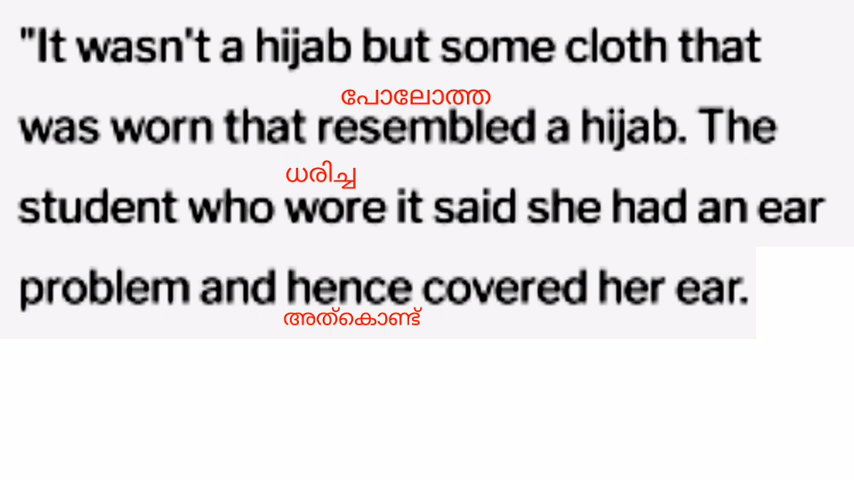 "It wasn't a hijab but some cloth that
പോലോത്ത
was worn that resembled a hijab. The
ധരിച്ച
student who wore it said she had an ear
problem and hence covered her ear.
അത്കൊണ്ട്